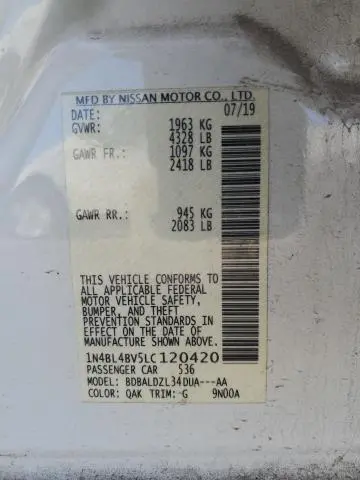 MFD BY NISSAN MOTOR CO., LTD.
DATE: 07/19
GVWR: 1963 KG
4328 LB
GAWR FR.: 1097 KG
2418 LB
GAWR RR.: 945 KG
2083 LB
THIS VEHICLE CONFORMS TO
ALL APPLICABLE FEDERAL
MOTOR VEHICLE SAFETY,
BUMPER, AND THEFT
PREVENTION STANDARDS
IN EFFECT ON THE DATE OF
MANUFACTURE SHOWN ABOVE.
1N4BL4BV5LC120420
PASSENGER CAR 536
MODEL: BDBALDZL34DUA---AA
COLOR: QAK TRIM: G 9N00A